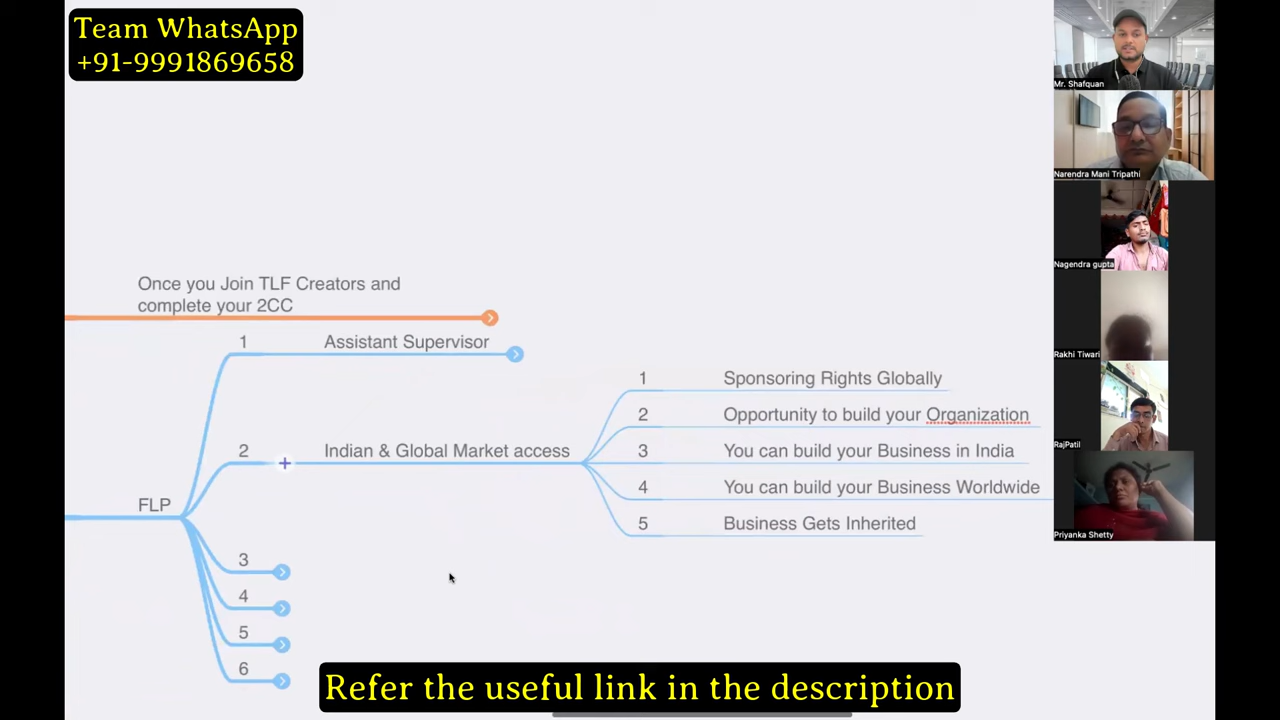 Team WhatsApp
+91-9991869658
Once you Join TLF Creators and
complete your 2CC
FLP
1 Assistant Supervisor
2 Indian & Global Market access
1 Sponsoring Rights Globally
2 Opportunity to build your Organization
3 You can build your Business in India
4 You can build your Business Worldwide
5 Business Gets Inherited
3
4
5
6
Mr. Shafquan
Narendra Mani Tripathi
Nagendra gupta
Rakhi Tiwari
RajPatil
Priyanka Shetty
Refer the useful link in the description